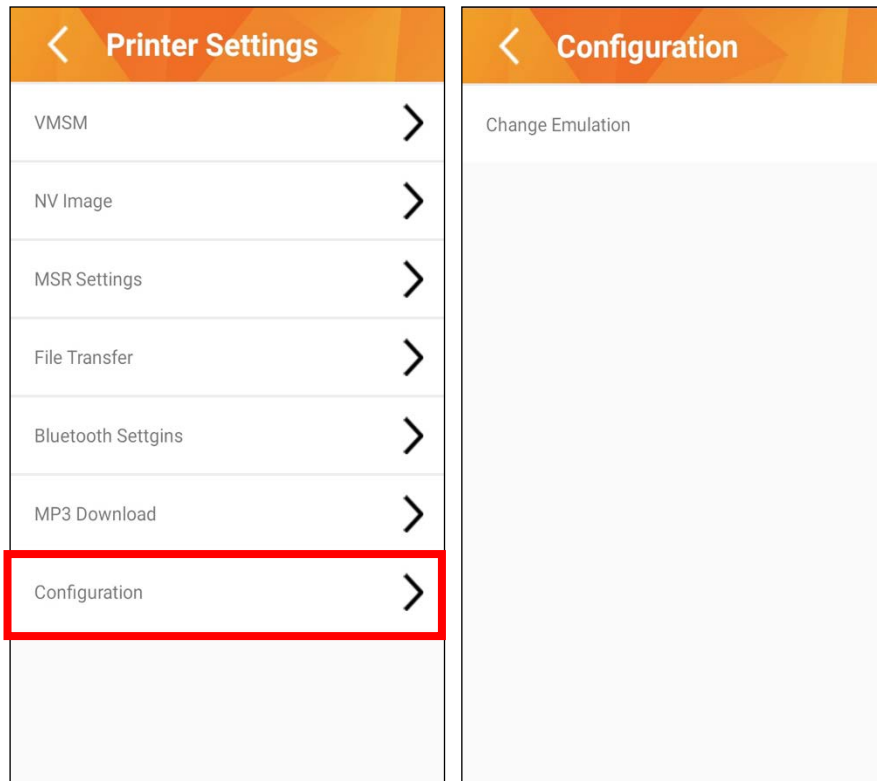 Printer Settings
VMSM
NV Image
MSR Settings
File Transfer
Bluetooth Settgins
MP3 Download
Configuration
Configuration
Change Emulation